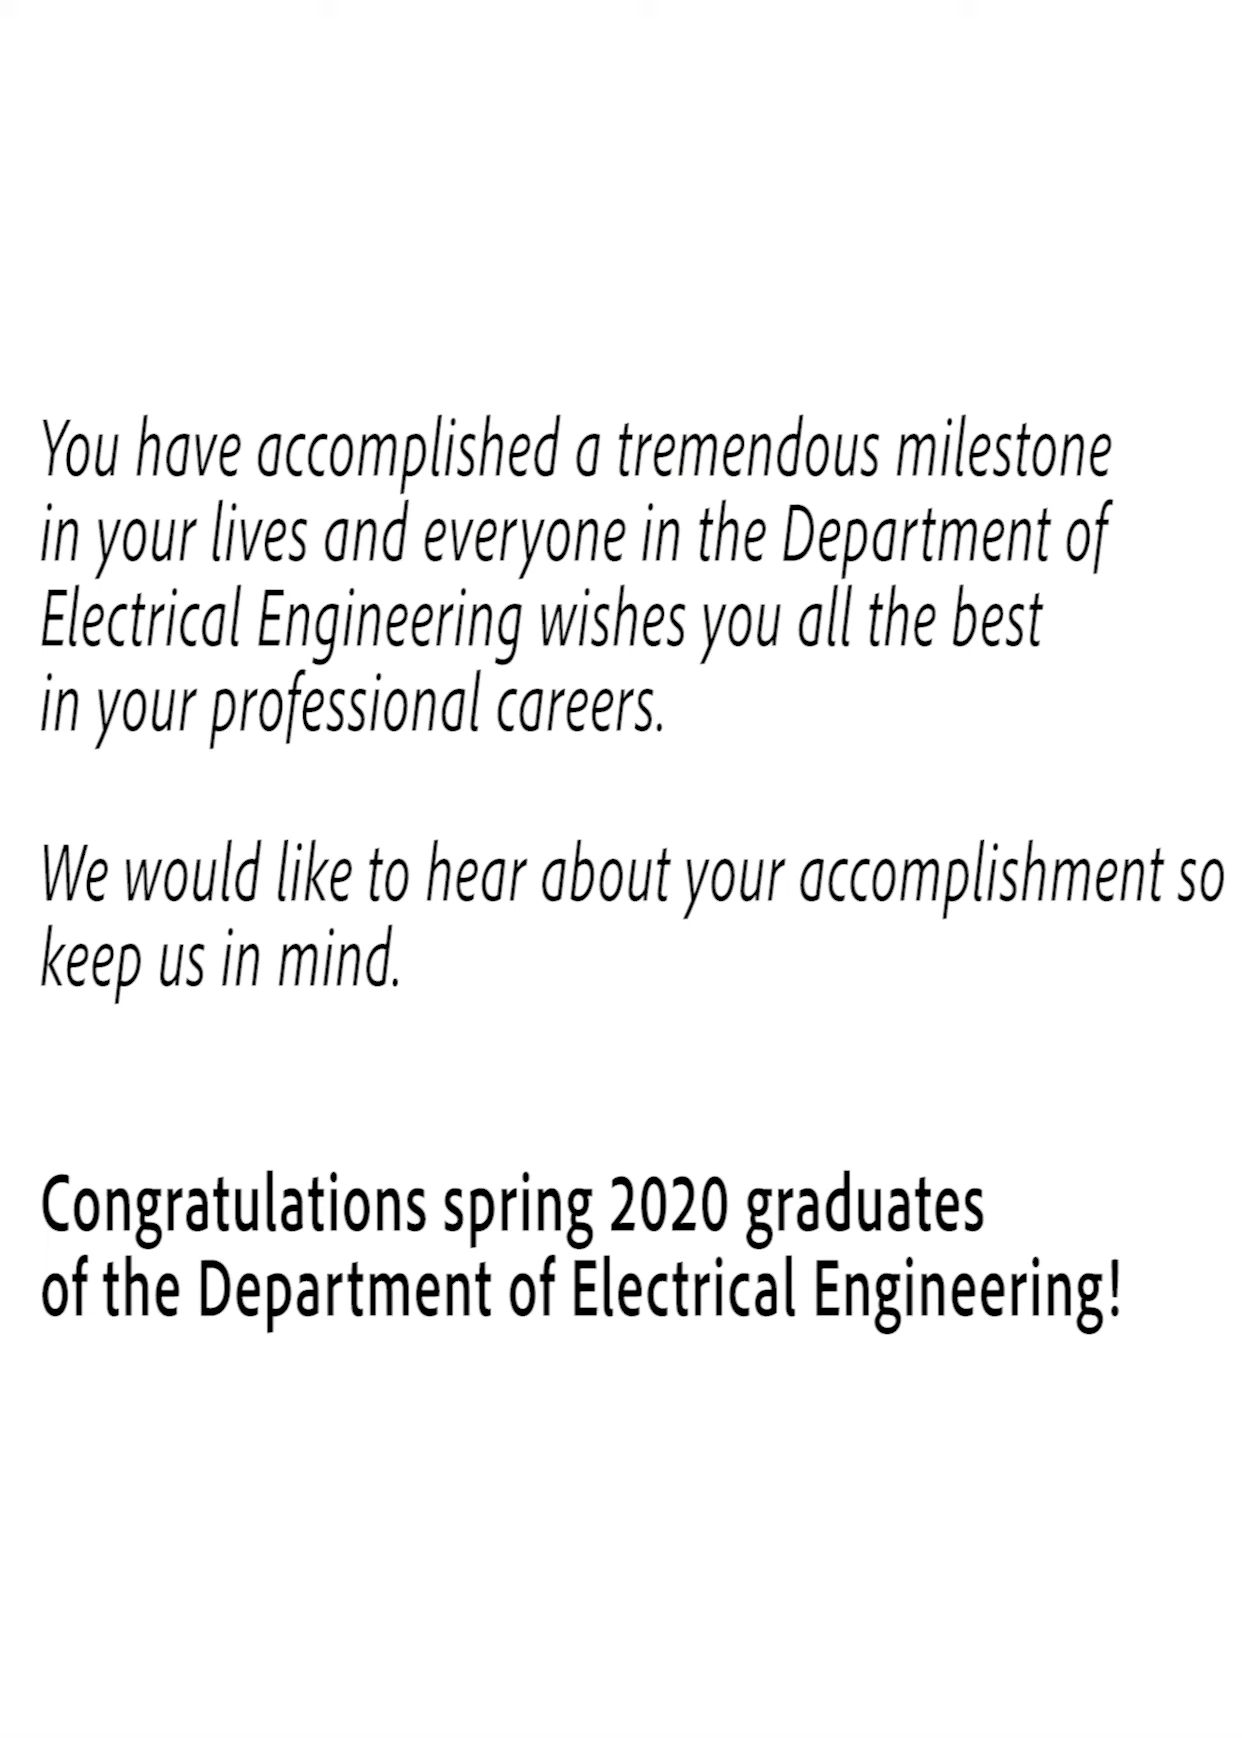 You have accomplished a tremendous milestone
in your lives and everyone in the Department of
Electrical Engineering wishes you all the best
in your professional careers.
We would like to hear about your accomplishment so
keep us in mind.
Congratulations spring 2020 graduates
of the Department of Electrical Engineering!